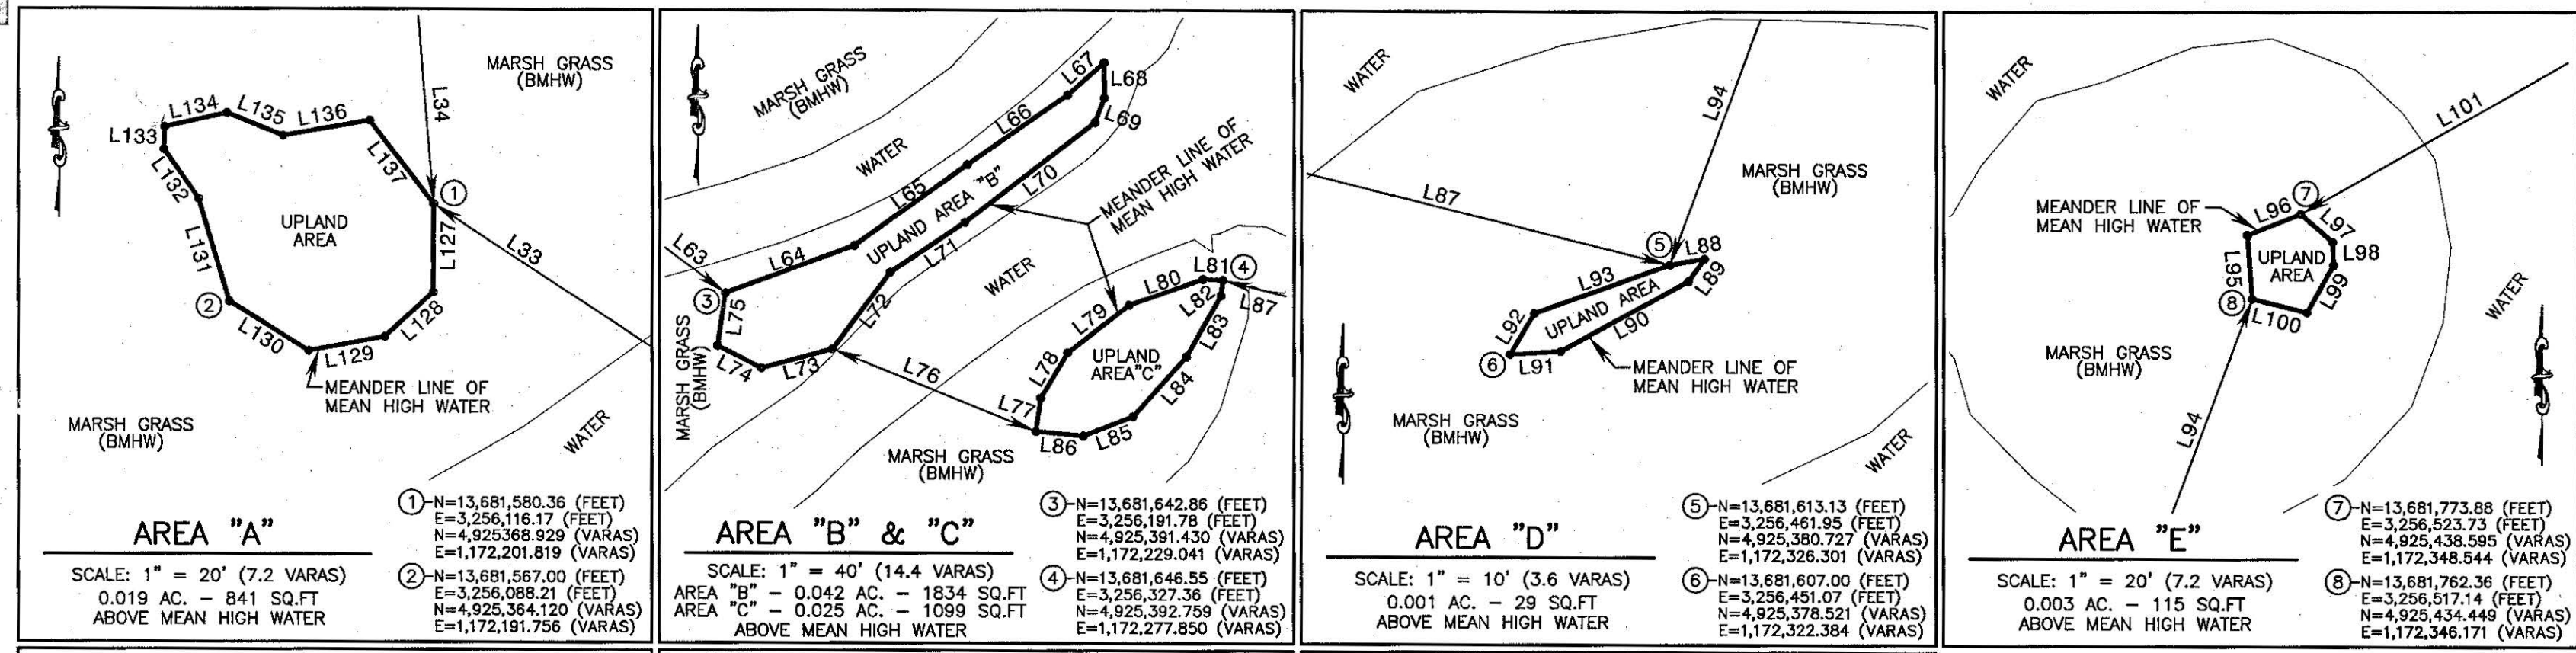 MARSH GRASS
(BMHW)
L34
L134
L135
L136
L133
L137
L132
①
UPLAND
AREA
L131
L127
L33
②
L128
L130
L129
MEANDER LINE OF
MEAN HIGH WATER
MARSH GRASS
(BMHW)
WATER
AREA "A"
SCALE: 1" = 20' (7.2 VARAS)
0.019 AC. - 841 SQ.FT
ABOVE MEAN HIGH WATER
①-N=13,681,580.36 (FEET)
E=3,256,116.17 (FEET)
N=4,925368.929 (VARAS)
E=1,172,201.819 (VARAS)
②-N=13,681,567.00 (FEET)
E=3,256,088.21 (FEET)
N=4,925,364.120 (VARAS)
E=1,172,191.756 (VARAS)
MARSH GRASS
(BMHW)
WATER
L67
L68
L66
L69
L65
UPLAND AREA "B"
L70
MEANDER LINE OF
MEAN HIGH WATER
L63
L64
L71
WATER
③
L75
L72
L74
L73
MARSH GRASS
(BMHW)
L76
L81
④
L80
L82
L87
L79
L83
UPLAND
AREA"C"
L78
L84
L77
L86
L85
MARSH GRASS
(BMHW)
AREA "B" & "C"
SCALE: 1" = 40' (14.4 VARAS)
AREA "B" - 0.042 AC. - 1834 SQ.FT
AREA "C" - 0.025 AC. - 1099 SQ.FT
ABOVE MEAN HIGH WATER
③-N=13,681,642.86 (FEET)
E=3,256,191.78 (FEET)
N=4,925,391.430 (VARAS)
E=1,172,229.041 (VARAS)
④-N=13,681,646.55 (FEET)
E=3,256,327.36 (FEET)
N=4,925,392.759 (VARAS)
E=1,172,277.850 (VARAS)
WATER
L94
MARSH GRASS
(BMHW)
L87
⑤
L88
L89
L93
UPLAND AREA
L92
L90
⑥
L91
MEANDER LINE OF
MEAN HIGH WATER
MARSH GRASS
(BMHW)
WATER
AREA "D"
SCALE: 1" = 10' (3.6 VARAS)
0.001 AC. - 29 SQ.FT
ABOVE MEAN HIGH WATER
⑤-N=13,681,613.13 (FEET)
E=3,256,461.95 (FEET)
N=4,925,380.727 (VARAS)
E=1,172,326.301 (VARAS)
⑥-N=13,681,607.00 (FEET)
E=3,256,451.07 (FEET)
N=4,925,378.521 (VARAS)
E=1,172,322.384 (VARAS)
WATER
L101
MEANDER LINE OF
MEAN HIGH WATER
⑦
L96
L97
L98
UPLAND
AREA
L95
L99
⑧
L100
WATER
MARSH GRASS
(BMHW)
L94
AREA "E"
SCALE: 1" = 20' (7.2 VARAS)
0.003 AC. - 115 SQ.FT
ABOVE MEAN HIGH WATER
⑦-N=13,681,773.88 (FEET)
E=3,256,523.73 (FEET)
N=4,925,438.595 (VARAS)
E=1,172,348.544 (VARAS)
⑧-N=13,681,762.36 (FEET)
E=3,256,517.14 (FEET)
N=4,925,434.449 (VARAS)
E=1,172,346.171 (VARAS)